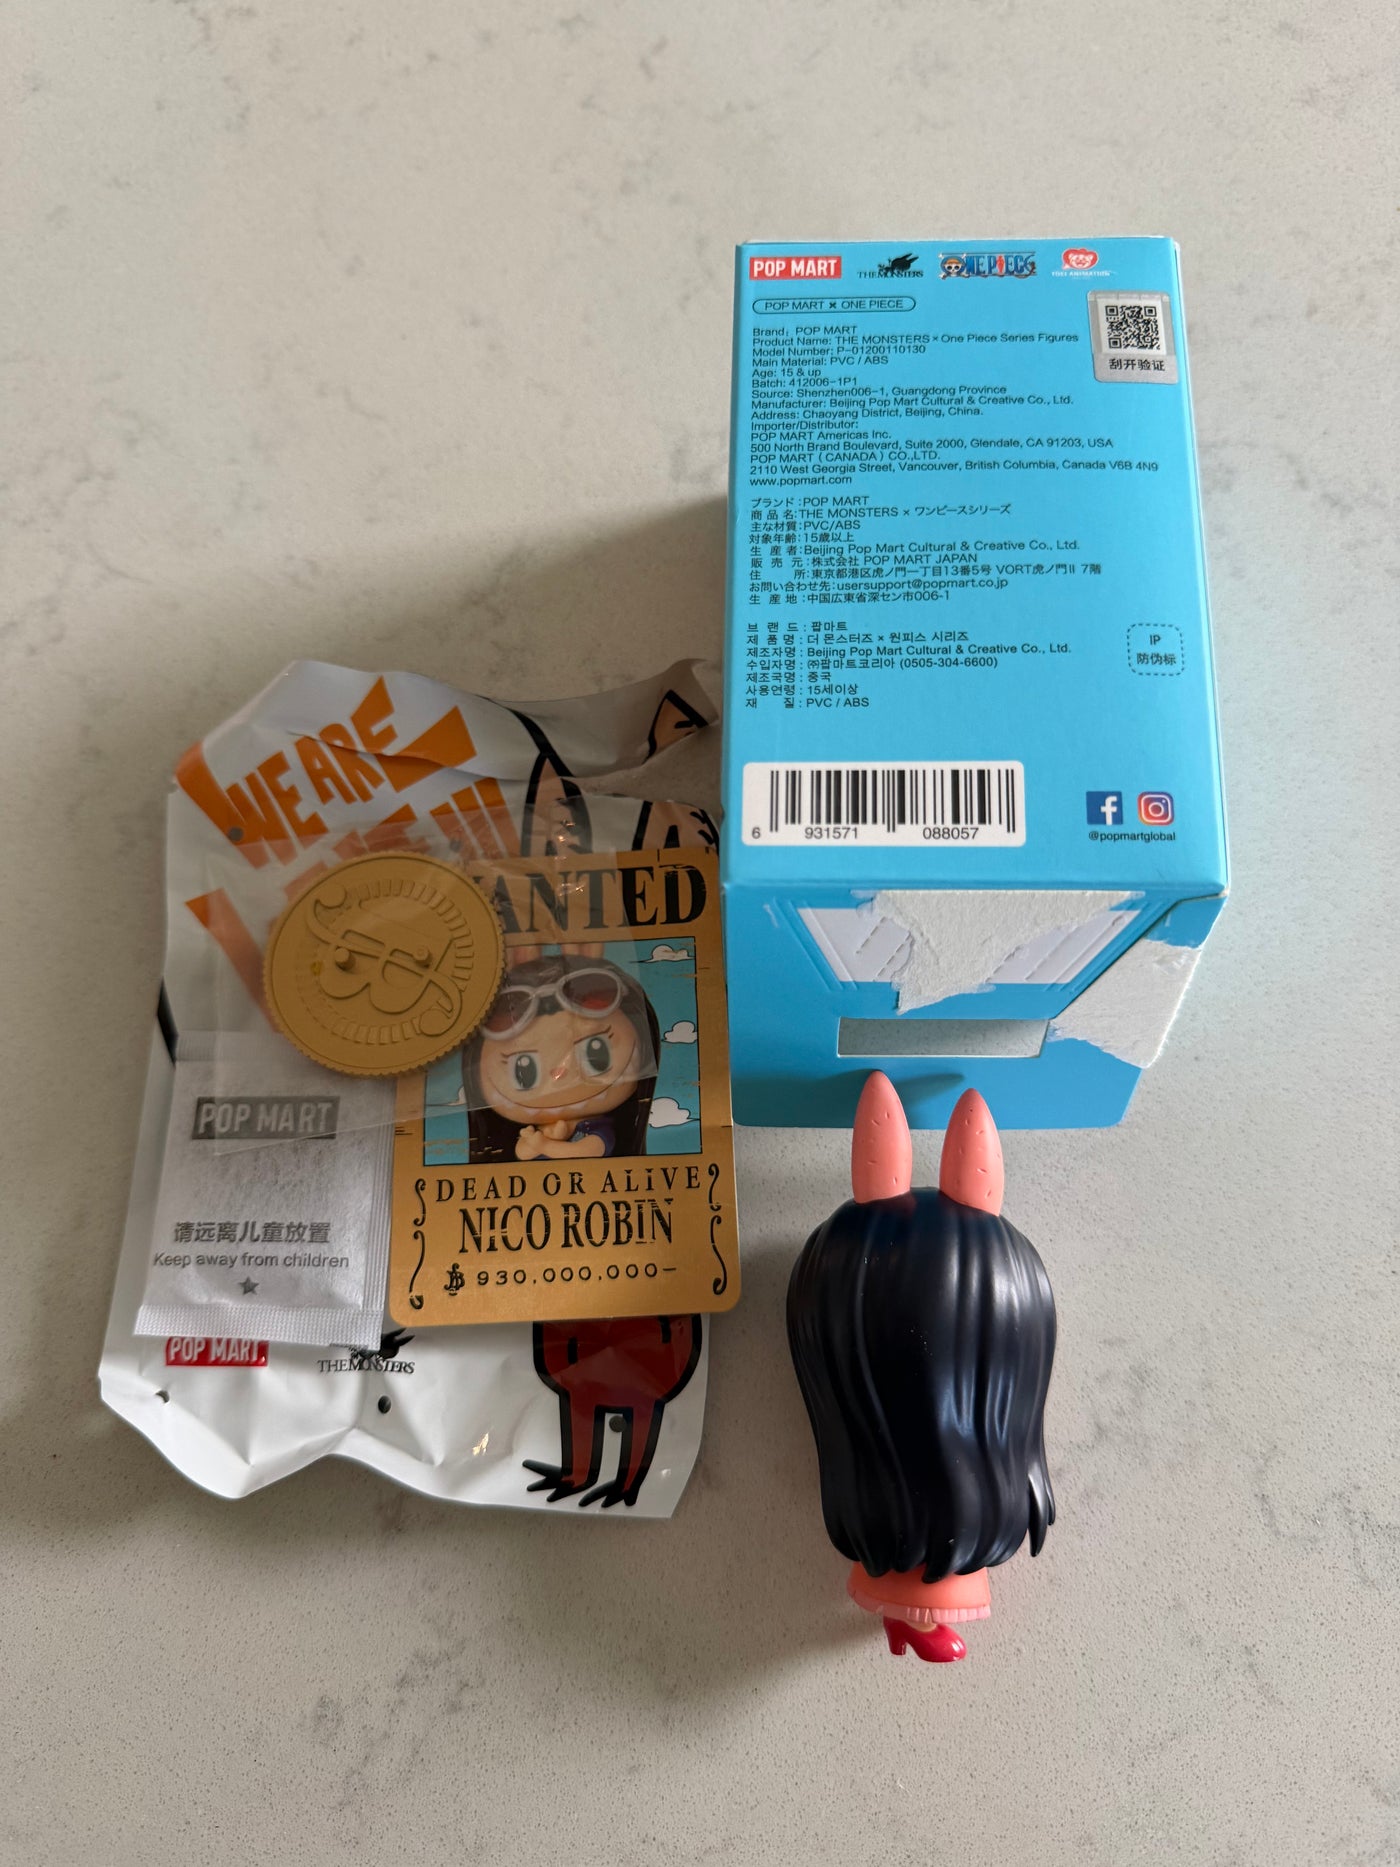 POP MART
THE MONSTERS
ONE PIECE
TOEI ANIMATION
POP MART × ONE PIECE
Brand: POP MART
Product Name: THE MONSTERS × One Piece Series Figures
Model Number: P-01200110130
Main Material: PVC / ABS
Age: 15 & up
Batch: 412006-1P1
Source: Shenzhen006-1, Guangdong Province
Manufacturer: Beijing Pop Mart Cultural & Creative Co., Ltd.
Address: Chaoyang District, Beijing, China.
Importer/Distributor:
POP MART Americas Inc.
500 North Brand Boulevard, Suite 2000, Glendale, CA 91203, USA
POP MART (CANADA) CO.,LTD.
2110 West Georgia Street, Vancouver, British Columbia, Canada V6B 4N9
www.popmart.com
刮开验证
ブランド:POP MART
商品名:THE MONSTERS × ワンピースシリーズ
主な材質:PVC/ABS
対象年齢:15歳以上
生産者:Beijing Pop Mart Cultural & Creative Co., Ltd.
販売元:株式会社 POP MART JAPAN
住所:東京都港区虎ノ門一丁目13番5号 VORT虎ノ門II 7階
お問い合わせ先:usersupport@popmart.co.jp
生産地:中国広東省深セン市006-1
브랜드 : 팝마트
제품명 : 더 몬스터즈 × 원피스 시리즈
제조자명 : Beijing Pop Mart Cultural & Creative Co., Ltd.
수입자명 : ㈜팝마트코리아 (0505-304-6600)
제조국명 : 중국
사용연령 : 15세이상
재질 : PVC / ABS
IP
防伪标
6 931571 088057
@popmartglobal
WE ARE
WANTED
DEAD OR ALIVE
NICO ROBIN
930,000,000-
POP MART
请远离儿童放置
Keep away from children
POP MART
THE MONSTERS